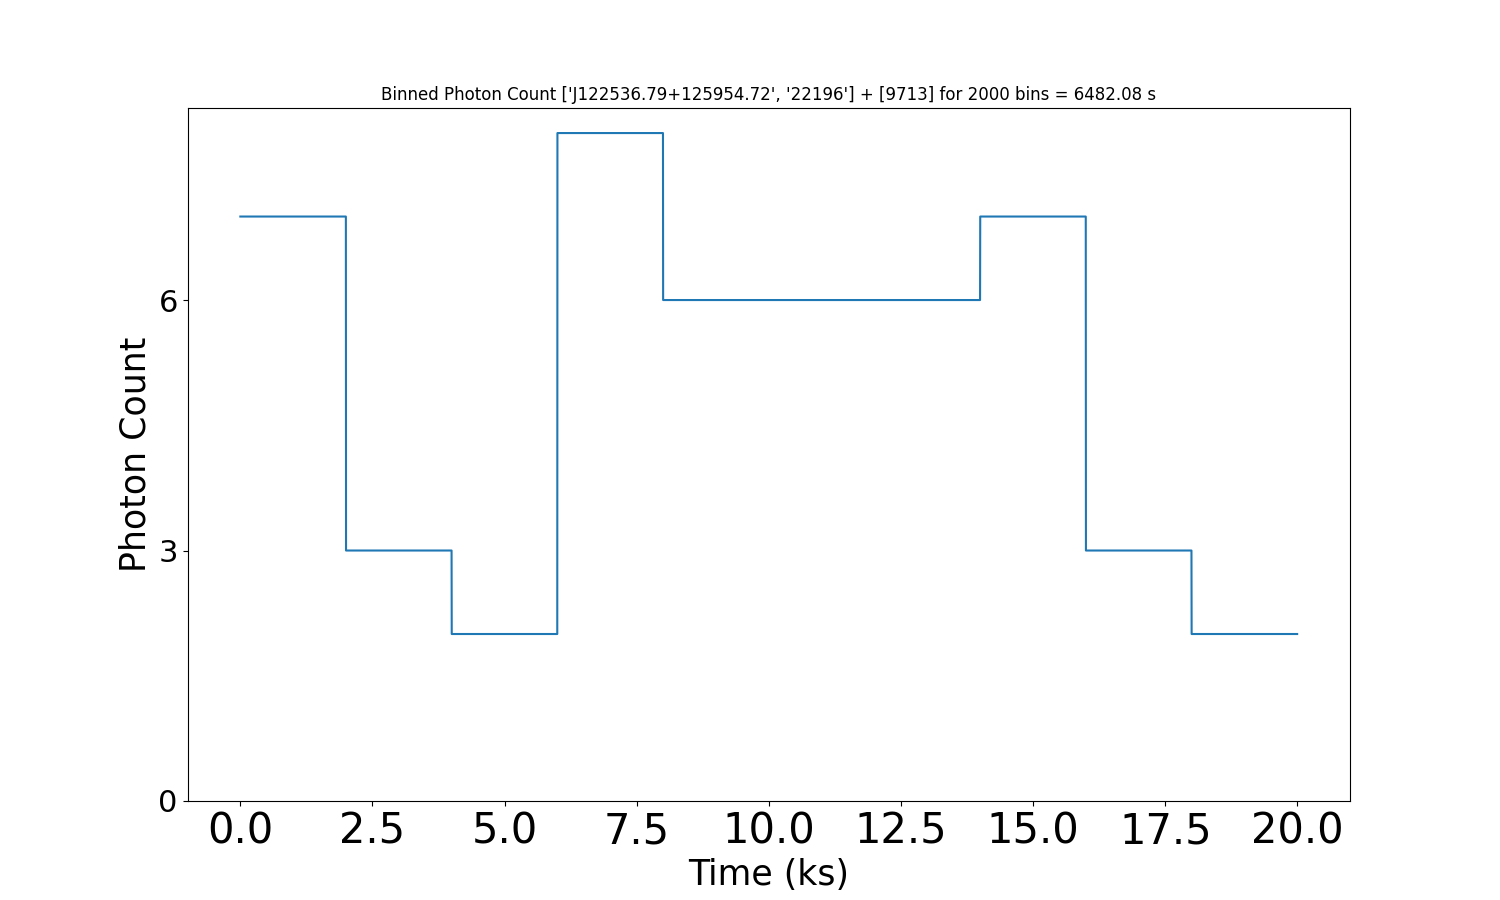 Binned Photon Count ['J122536.79+125954.72', '22196'] + [9713] for 2000 bins = 6482.08 s
Photon Count
6
3
0
0.0 2.5 5.0 7.5 10.0 12.5 15.0 17.5 20.0
Time (ks)